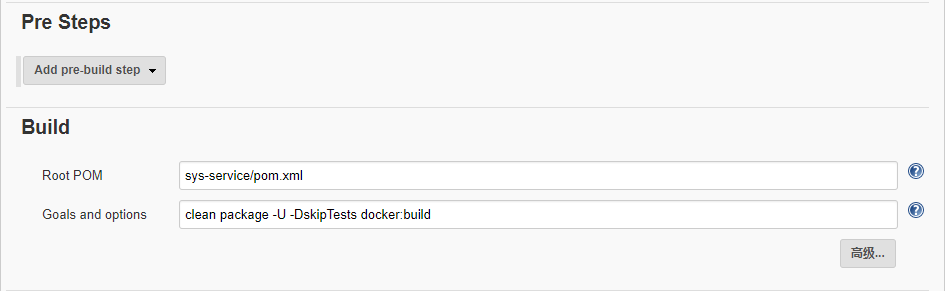 Pre Steps
Add pre-build step
Build
Root POM
sys-service/pom.xml
Goals and options
clean package -U -DskipTests docker:build
高级...